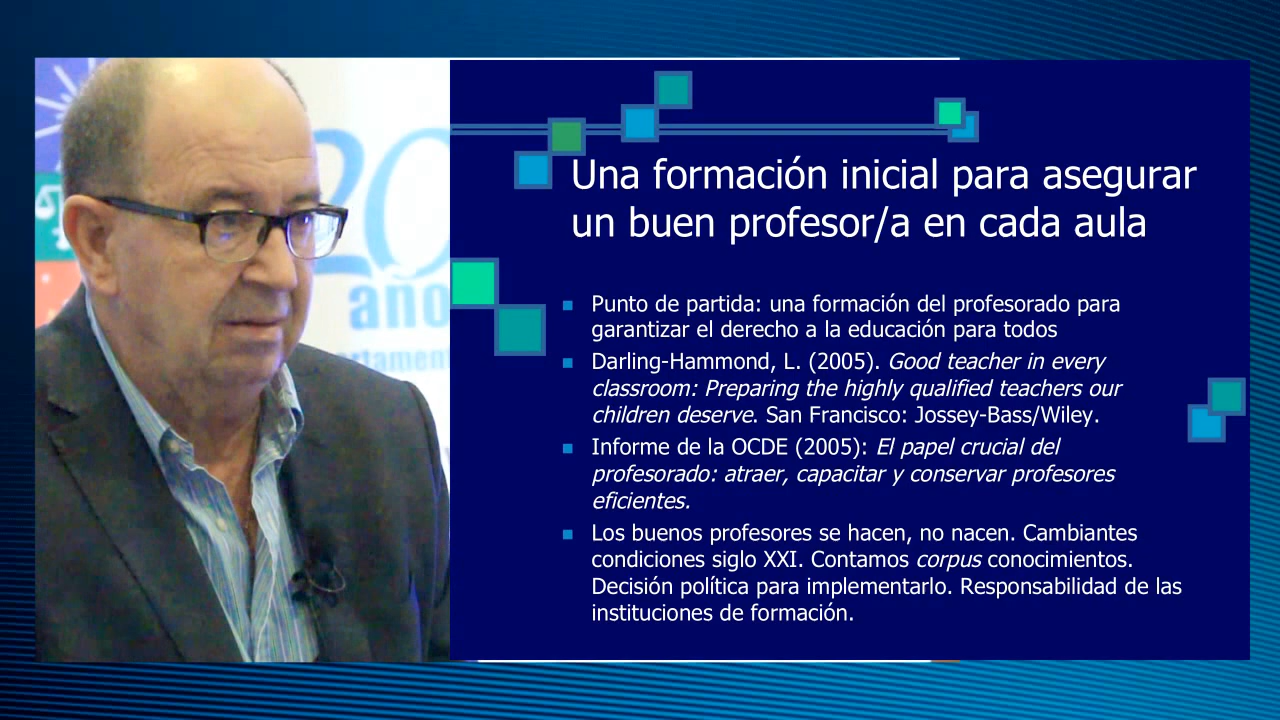 20
año
Una formación inicial para asegurar
un buen profesor/a en cada aula
Punto de partida: una formación del profesorado para
garantizar el derecho a la educación para todos
Darling-Hammond, L. (2005). Good teacher in every
classroom: Preparing the highly qualified teachers our
children deserve. San Francisco: Jossey-Bass/Wiley.
Informe de la OCDE (2005): El papel crucial del
profesorado: atraer, capacitar y conservar profesores
eficientes.
Los buenos profesores se hacen, no nacen. Cambiantes
condiciones siglo XXI. Contamos corpus conocimientos.
Decisión política para implementarlo. Responsabilidad de las
instituciones de formación.